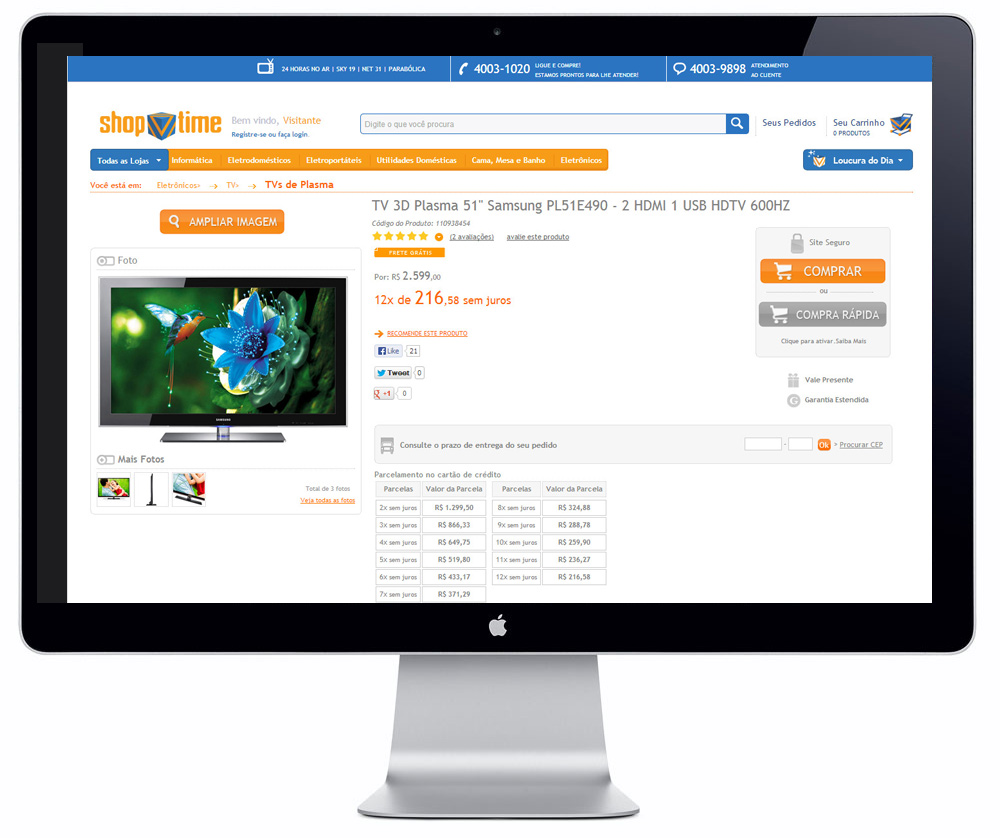 24 HORAS NO AR | SKY 19 | NET 31 | PARABÓLICA
4003-1020 LIGUE E COMPRE!
ESTAMOS PRONTOS PARA LHE ATENDER!
4003-9898 ATENDIMENTO
AO CLIENTE
shoptime
Bem vindo, Visitante
Registre-se ou faça login.
Digite o que você procura
Seus Pedidos
Seu Carrinho
0 PRODUTOS
Todas as Lojas Informática Eletrodomésticos Eletroportáteis Utilidades Domésticas Cama, Mesa e Banho Eletrônicos
Loucura do Dia
Você está em: Eletrônicos> TV> TVs de Plasma
AMPLIAR IMAGEM
Foto
SAMSUNG
Mais Fotos
Total de 3 fotos
Veja todas as fotos
TV 3D Plasma 51" Samsung PL51E490 - 2 HDMI 1 USB HDTV 600HZ
Código do Produto: 110938454
(2 avaliações) avalie este produto
FRETE GRÁTIS
Por: R$ 2.599,00
12x de 216,58 sem juros
RECOMENDE ESTE PRODUTO
Like 21
Tweet 0
+1 0
Site Seguro
COMPRAR
ou
COMPRA RÁPIDA
Clique para ativar.Saiba Mais
Vale Presente
Garantia Estendida
Consulte o prazo de entrega do seu pedido
- Ok > Procurar CEP
Parcelamento no cartão de crédito
Parcelas Valor da Parcela Parcelas Valor da Parcela
2x sem juros R$ 1.299,50 8x sem juros R$ 324,88
3x sem juros R$ 866,33 9x sem juros R$ 288,78
4x sem juros R$ 649,75 10x sem juros R$ 259,90
5x sem juros R$ 519,80 11x sem juros R$ 236,27
6x sem juros R$ 433,17 12x sem juros R$ 216,58
7x sem juros R$ 371,29